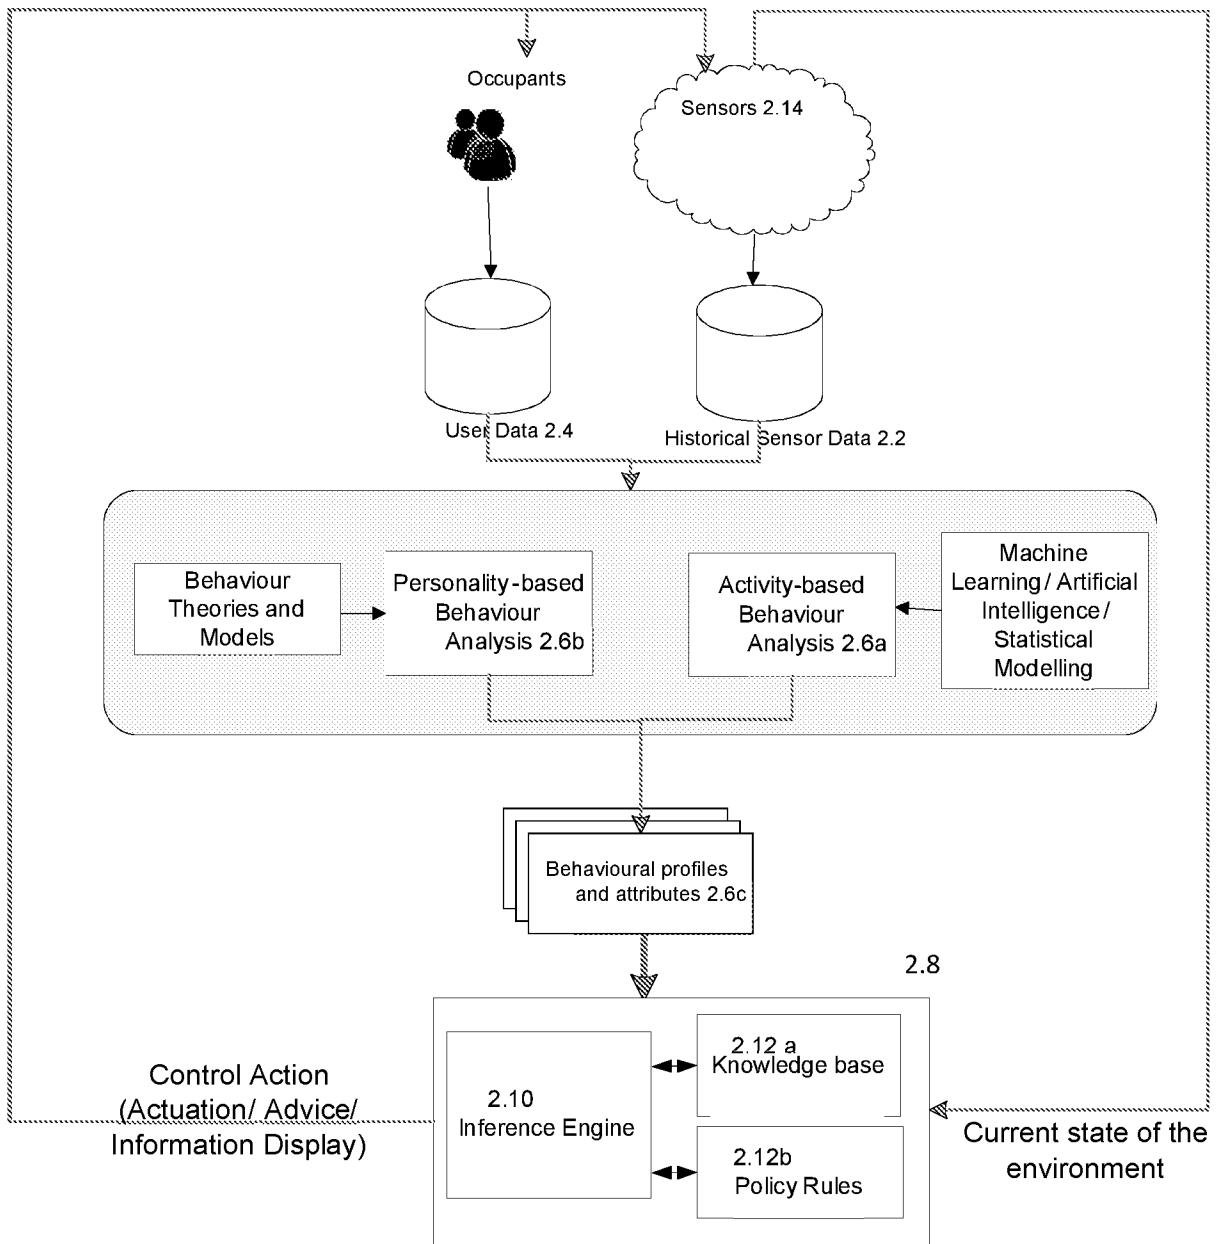 Occupants
Sensors 2.14
User Data 2.4
Historical Sensor Data 2.2
Behaviour
Theories and
Models
Personality-based
Behaviour
Analysis 2.6b
Activity-based
Behaviour
Analysis 2.6a
Machine
Learning / Artificial
Intelligence /
Statistical
Modelling
Behavioural profiles
and attributes 2.6c
2.8
2.10
Inference Engine
2.12 a
Knowledge base
2.12b
Policy Rules
Control Action
(Actuation/ Advice/
Information Display)
Current state of the
environment